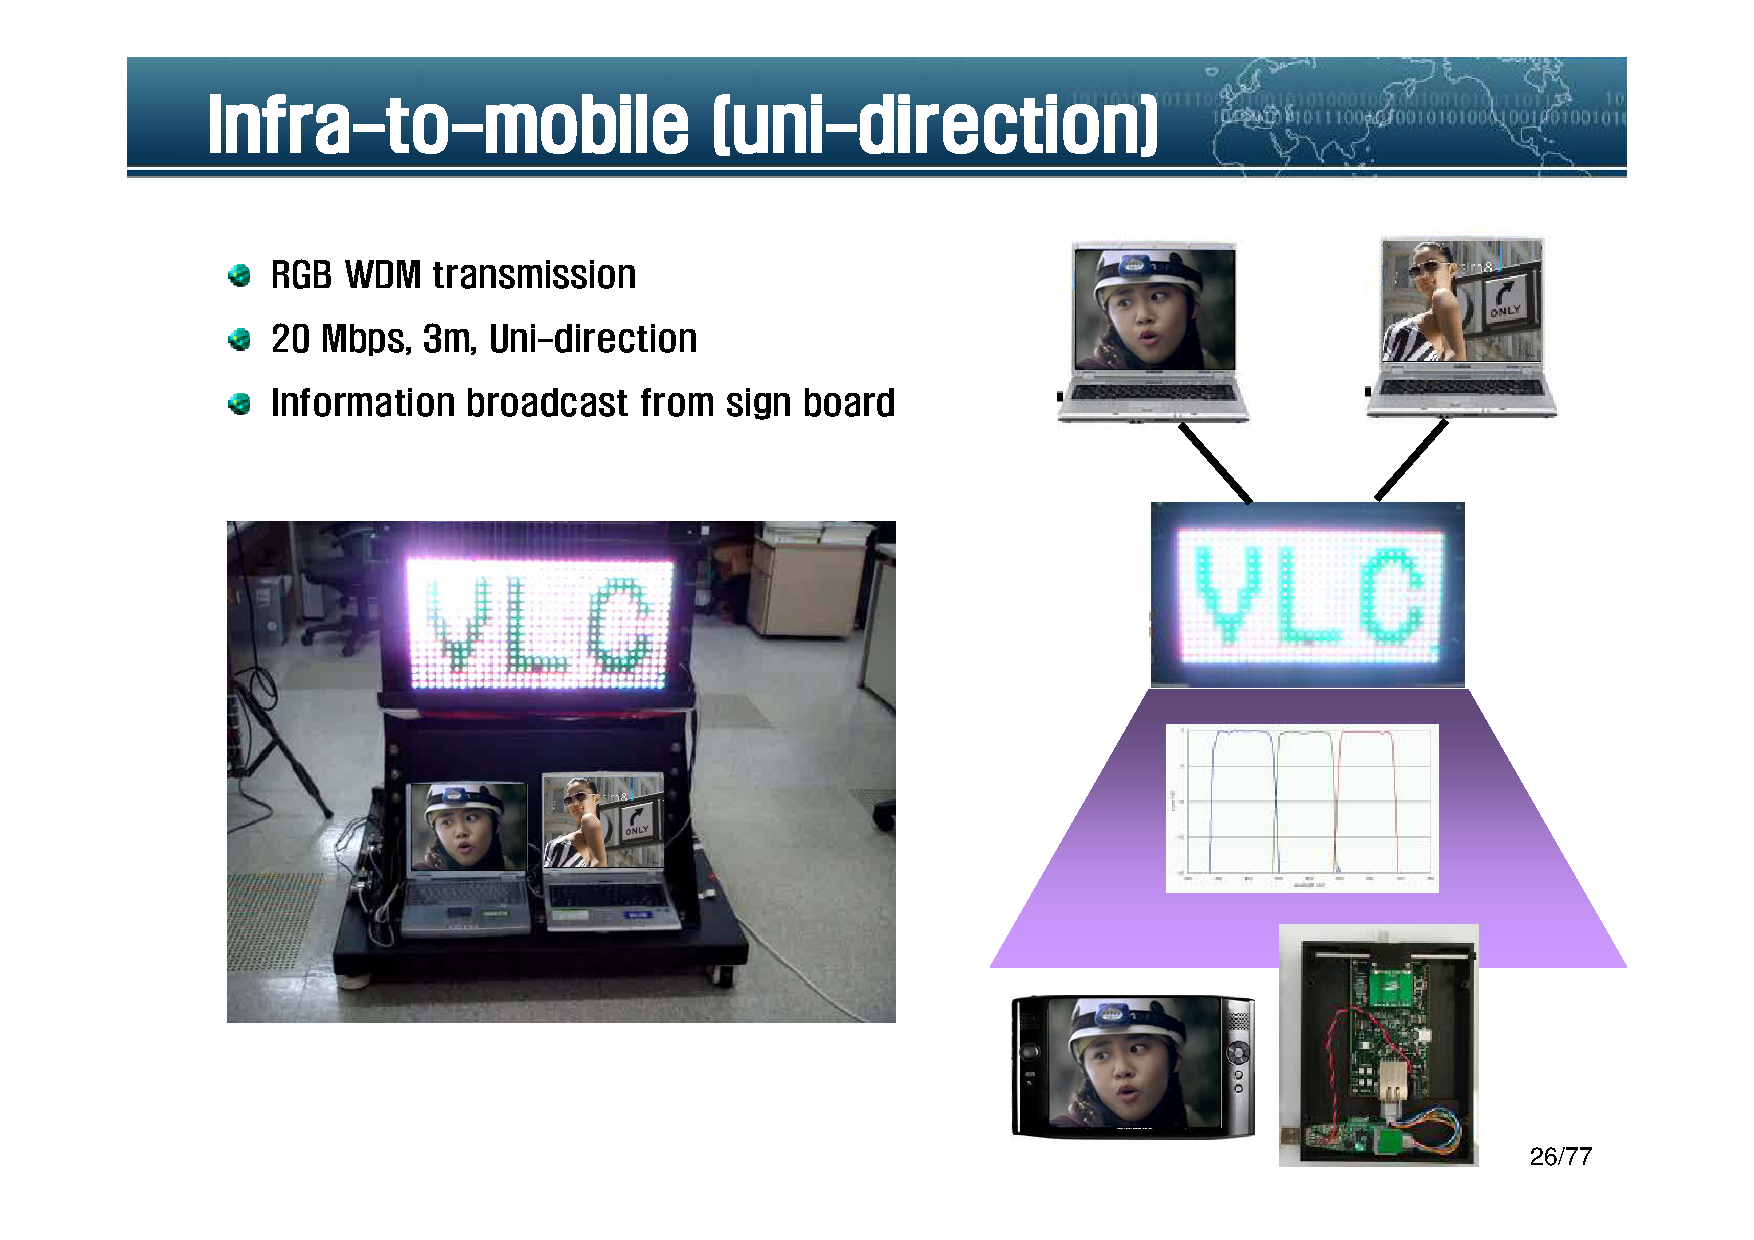 Infra-to-mobile (uni-direction)
RGB WDM transmission
20 Mbps, 3m, Uni-direction
Information broadcast from sign board
ONLY
ONLY
VLC
VLC
ONLY
26/77